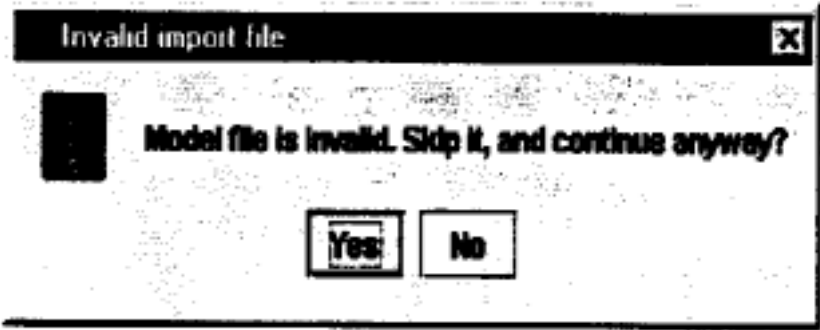 Invalid import file
Model file is invalid. Skip it, and continue anyway?
Yes
No